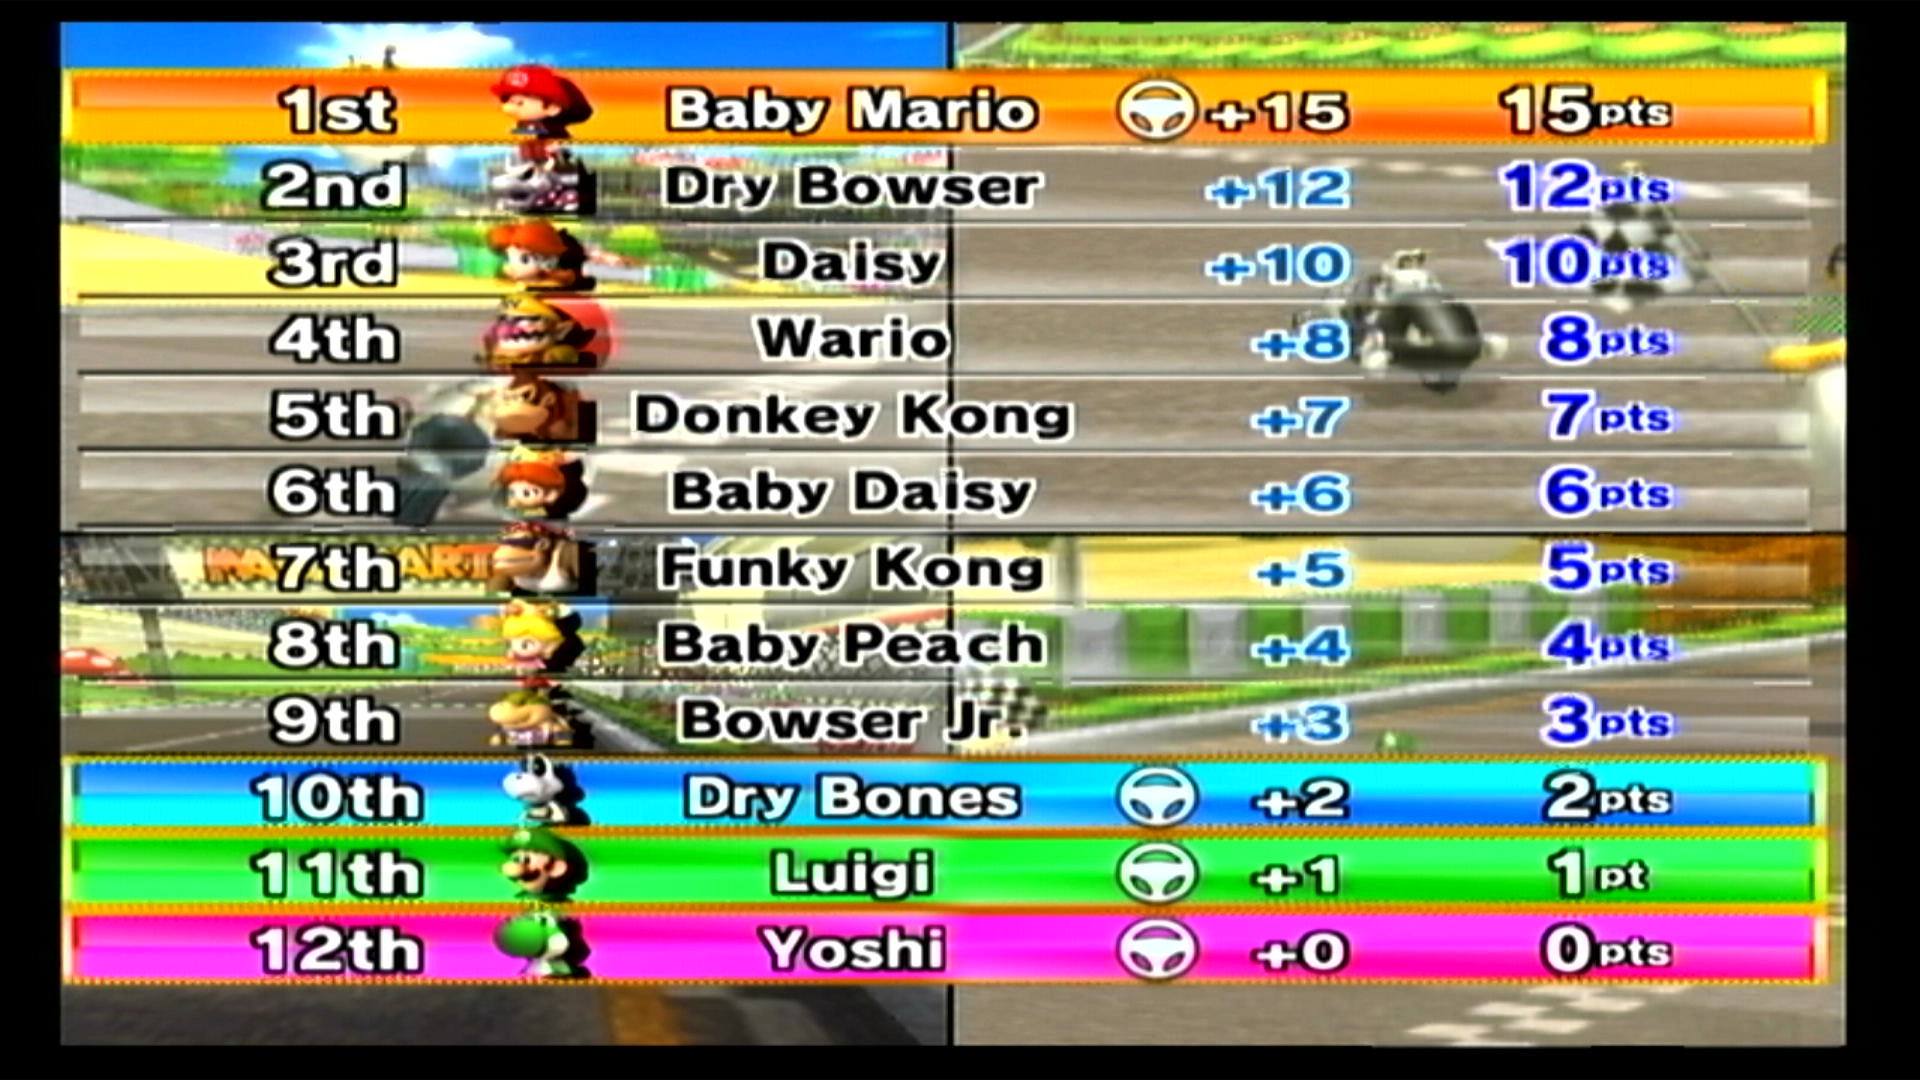 1st Baby Mario +15 15pts
2nd Dry Bowser +12 12pts
3rd Daisy +10 10pts
4th Wario +8 8pts
5th Donkey Kong +7 7pts
6th Baby Daisy +6 6pts
7th Funky Kong +5 5pts
8th Baby Peach +4 4pts
9th Bowser Jr. +3 3pts
10th Dry Bones +2 2pts
11th Luigi +1 1pt
12th Yoshi +0 0pts